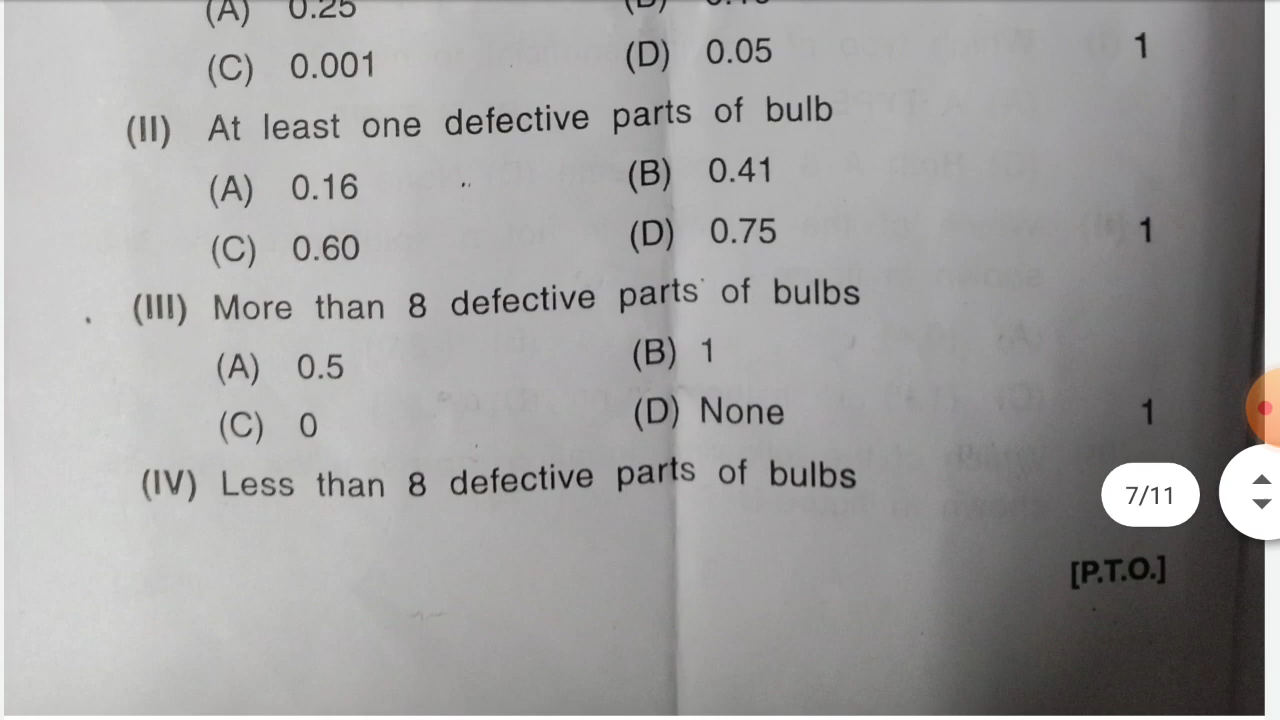 (A) 0.25
(C) 0.001 (D) 0.05 1
(II) At least one defective parts of bulb
(A) 0.16 (B) 0.41
(C) 0.60 (D) 0.75 1
(III) More than 8 defective parts of bulbs
(A) 0.5 (B) 1
(C) 0 (D) None 1
(IV) Less than 8 defective parts of bulbs
7/11
[P.T.O.]